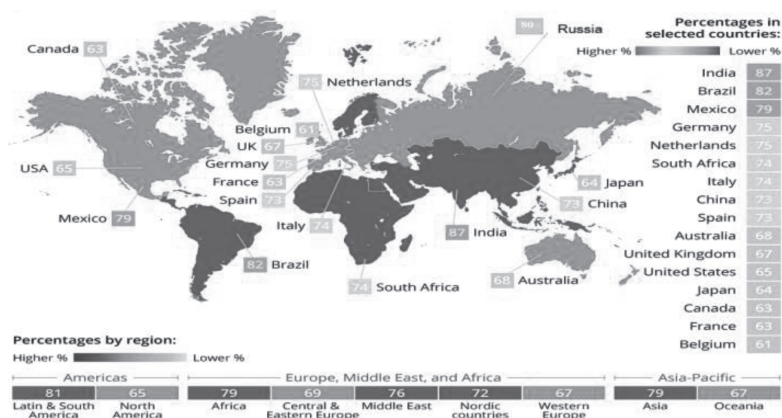 Percentages in
selected countries:
Higher % Lower %
India 87
Brazil 82
Mexico 79
Germany 75
Netherlands 75
South Africa 74
Italy 74
China 73
Spain 73
Australia 68
United Kingdom 67
United States 65
Japan 64
Canada 63
France 63
Belgium 61
Canada 63
80 Russia
75 Netherlands
Belgium 61
UK 67
USA 65
Germany 75
France 63
Spain 73
Mexico 79
Italy 74
64 Japan
73 China
87 India
82 Brazil
74 South Africa
68 Australia
Percentages by region:
Higher % Lower %
Americas
81 65
Latin & South America
North America
Europe, Middle East, and Africa
79 69 76 72 67
Africa
Central & Eastern Europe
Middle East
Nordic countries
Western Europe
Asia-Pacific
79 67
Asia
Oceania